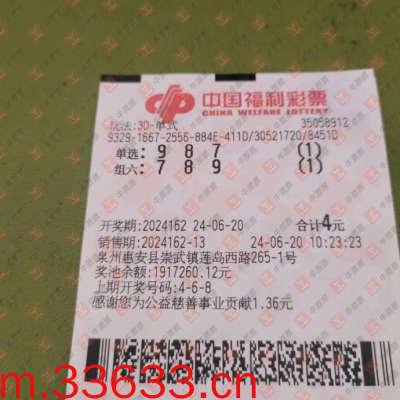 中国福利彩票
CHINA WELFARE LOTTERY
玩法:3D-单式 35058912
9329-1667-2556-884E-411D/30521720/8451D
单选: 9 8 7 (1)
组六: 7 8 9 (1)
开奖期:2024162 24-06-20 合计4元
销售期:2024162-13 24-06-20 10:23:23
泉州惠安县崇武镇莲岛西路265-1号
奖池余额:1917260.12元
上期开奖号码:4-6-8
感谢您为公益慈善事业贡献1.36元
m.33633.cn